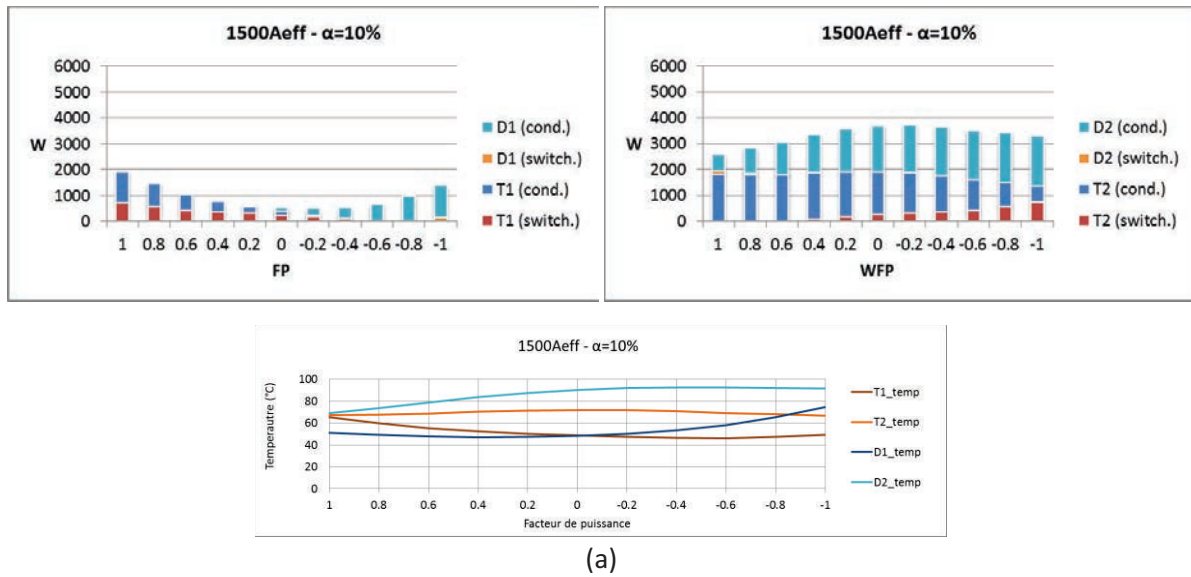 1500Aeff - α=10%
6000
5000
4000
3000
2000
1000
0
W
1 0.8 0.6 0.4 0.2 0 -0.2 -0.4 -0.6 -0.8 -1
FP
D1 (cond.)
D1 (switch.)
T1 (cond.)
T1 (switch.)
1500Aeff - α=10%
6000
5000
4000
3000
2000
1000
0
W
1 0.8 0.6 0.4 0.2 0 -0.2 -0.4 -0.6 -0.8 -1
WFP
D2 (cond.)
D2 (switch.)
T2 (cond.)
T2 (switch.)
1500Aeff - α=10%
100
80
60
40
20
0
Temperautre (°C)
1 0.8 0.6 0.4 0.2 0 -0.2 -0.4 -0.6 -0.8 -1
Facteur de puissance
T1_temp
T2_temp
D1_temp
D2_temp
(a)